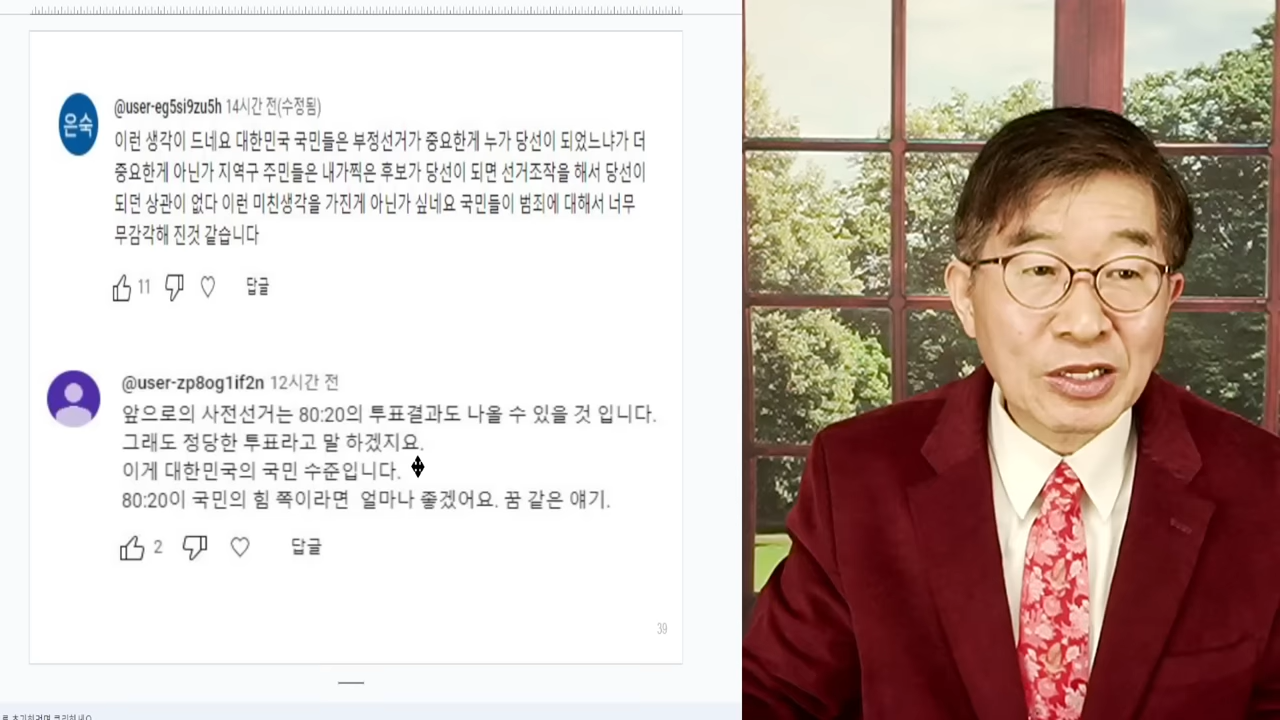 은숙
@user-eg5si9zu5h 14시간 전(수정됨)
이런 생각이 드네요 대한민국 국민들은 부정선거가 중요한게 누가 당선이 되었느냐가 더
중요한게 아닌가 지역구 주민들은 내가찍은 후보가 당선이 되면 선거조작을 해서 당선이
되던 상관이 없다 이런 미친생각을 가진게 아닌가 싶네요 국민들이 범죄에 대해서 너무
무감각해 진것 같습니다
11 답글
@user-zp8og1if2n 12시간 전
앞으로의 사전선거는 80:20의 투표결과도 나올 수 있을 것 입니다.
그래도 정당한 투표라고 말 하겠지요.
이게 대한민국의 국민 수준입니다.
80:20이 국민의 힘 쪽이라면 얼마나 좋겠어요. 꿈 같은 얘기.
2 답글
39